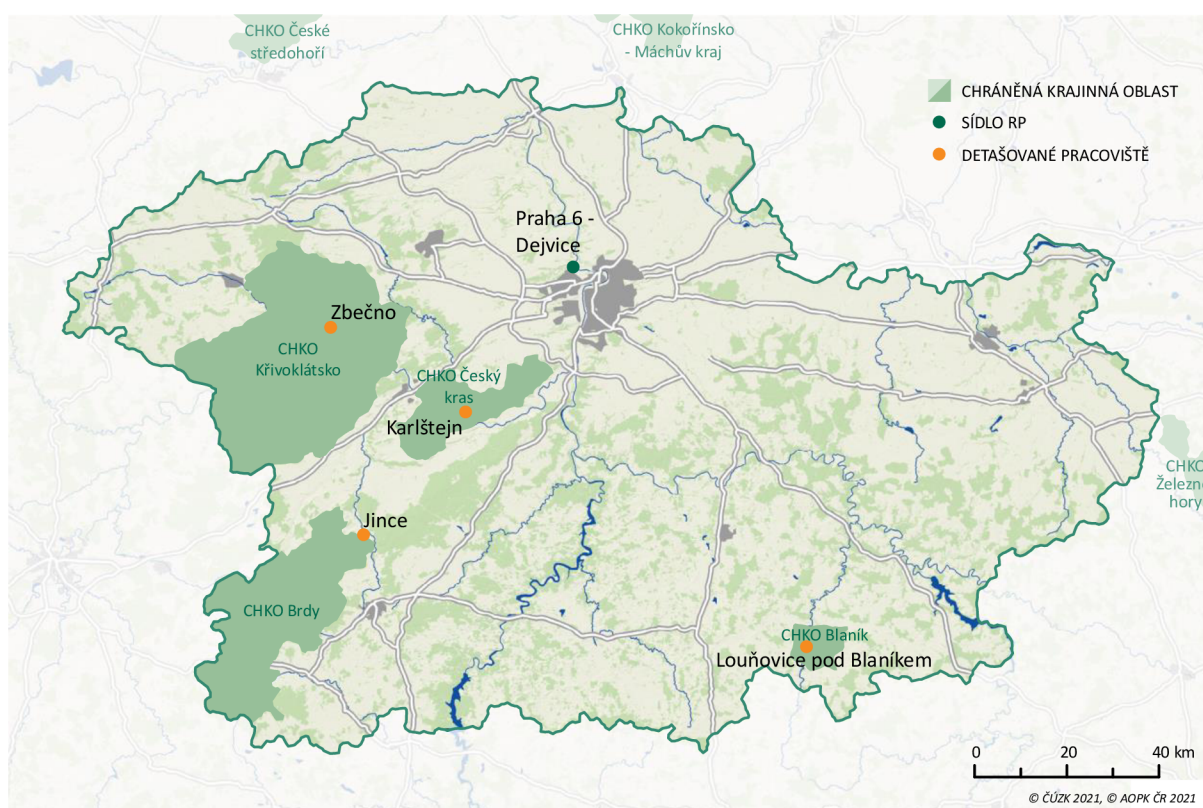 CHKO České
středohoří
CHKO Kokořínsko
- Máchův kraj
CHRÁNĚNÁ KRAJINNÁ OBLAST
SÍDLO RP
DETAŠOVANÉ PRACOVIŠTĚ
Praha 6 -
Dejvice
Zbečno
CHKO
Křivoklátsko
CHKO Český
kras
Karlštejn
CHKO
Železné
hory
Jince
CHKO Brdy
CHKO Blaník
Louňovice pod Blaníkem
0 20 40 km
© ČÚZK 2021, © AOPK ČR 2021